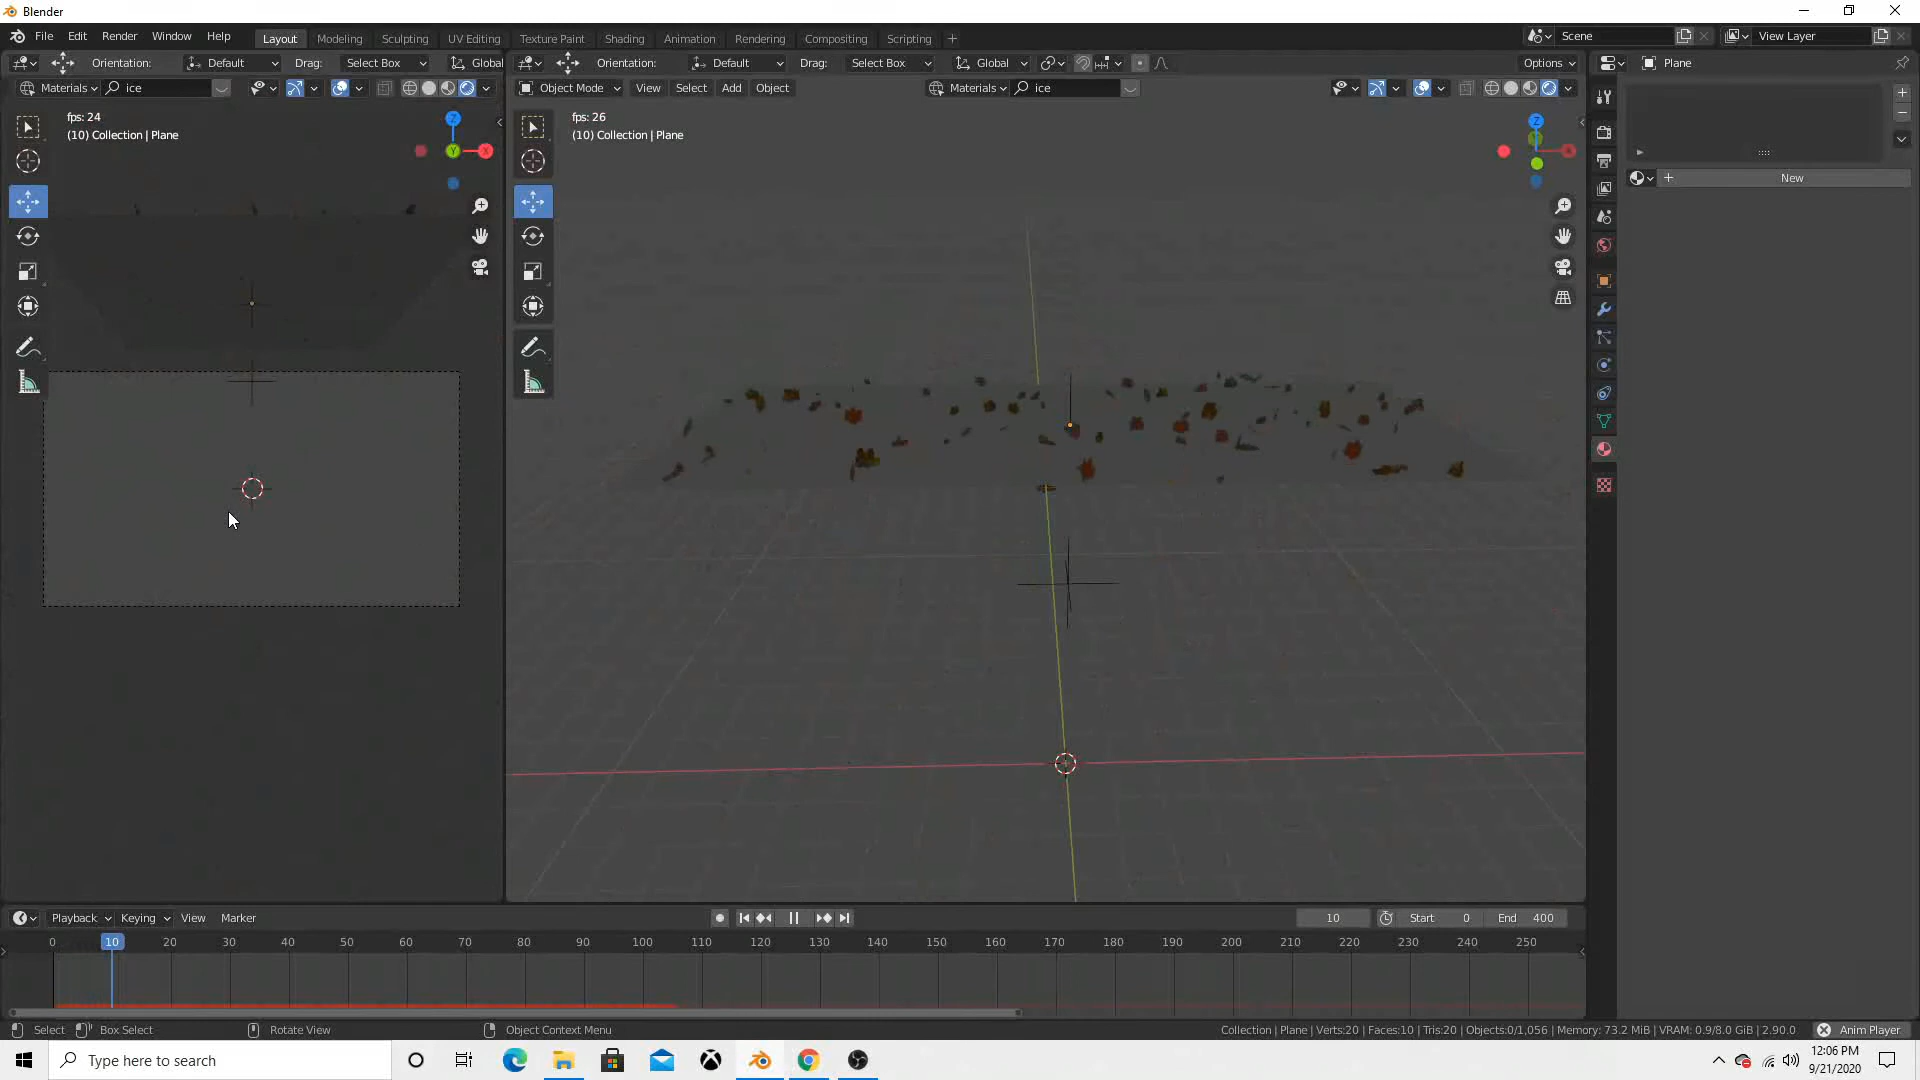 Blender
File Edit Render Window Help
Layout Modeling Sculpting UV Editing Texture Paint Shading Animation Rendering Compositing Scripting
Scene View Layer
Orientation: Default Drag: Select Box Global
Orientation: Default Drag: Select Box Global Options
Plane
Materials ice
Object Mode View Select Add Object Materials ice
fps: 24
(10) Collection | Plane
Z
Y
X
fps: 26
(10) Collection | Plane
Z
New
Playback Keying View Marker
10 Start 0 End 400
0 10 20 30 40 50 60 70 80 90 100 110 120 130 140 150 160 170 180 190 200 210 220 230 240 250
Select Box Select Rotate View Object Context Menu
Collection | Plane | Verts:20 | Faces:10 | Tris:20 | Objects:0/1,056 | Memory: 73.2 MiB | VRAM: 0.9/8.0 GiB | 2.90.0 Anim Player
Type here to search
12:06 PM
9/21/2020